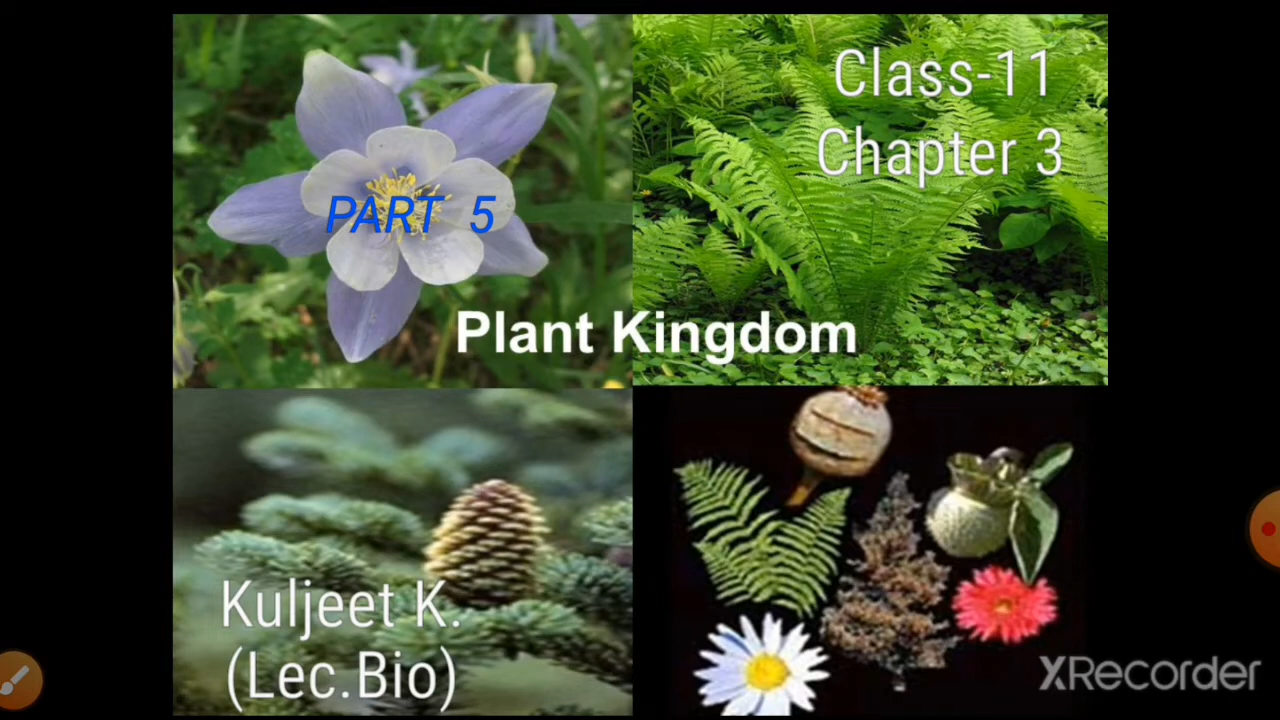 Class-11
Chapter 3
PART 5
Plant Kingdom
Kuljeet K.
(Lec.Bio)
XRecorder